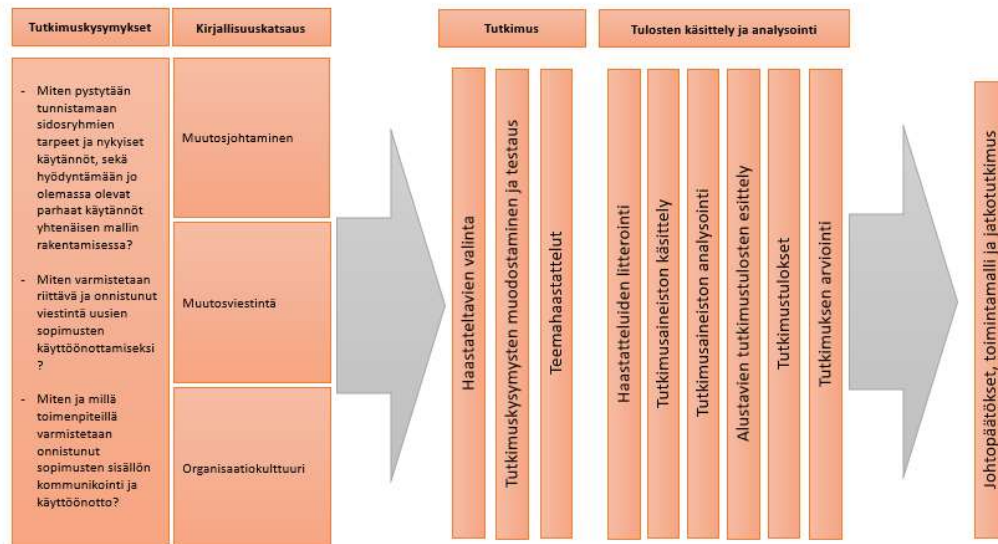 Tutkimuskysymykset
Kirjallisuuskatsaus
Tutkimus
Tulosten käsittely ja analysointi
- Miten pystytään
tunnistamaan
sidosryhmien
tarpeet ja nykyiset
käytännöt, sekä
hyödyntämään jo
olemassa olevat
parhaat käytännöt
yhtenäisen mallin
rakentamisessa?
- Miten varmistetaan
riittävä ja onnistunut
viestintä uusien
sopimusten
käyttöönottamiseksi
?
- Miten ja millä
toimenpiteillä
varmistetaan
onnistunut
sopimusten sisällön
kommunikointi ja
käyttöönotto?
Muutosjohtaminen
Muutosviestintä
Organisaatiokulttuuri
Haastateltavien valinta
Tutkimuskysymysten muodostaminen ja testaus
Teemahaastattelut
Haastatteluiden litterointi
Tutkimusaineiston käsittely
Tutkimusaineiston analysointi
Alustavien tutkimustulosten esittely
Tutkimustulokset
Tutkimuksen arviointi
Johtopäätökset, toimintamalli ja jatkotutkimus